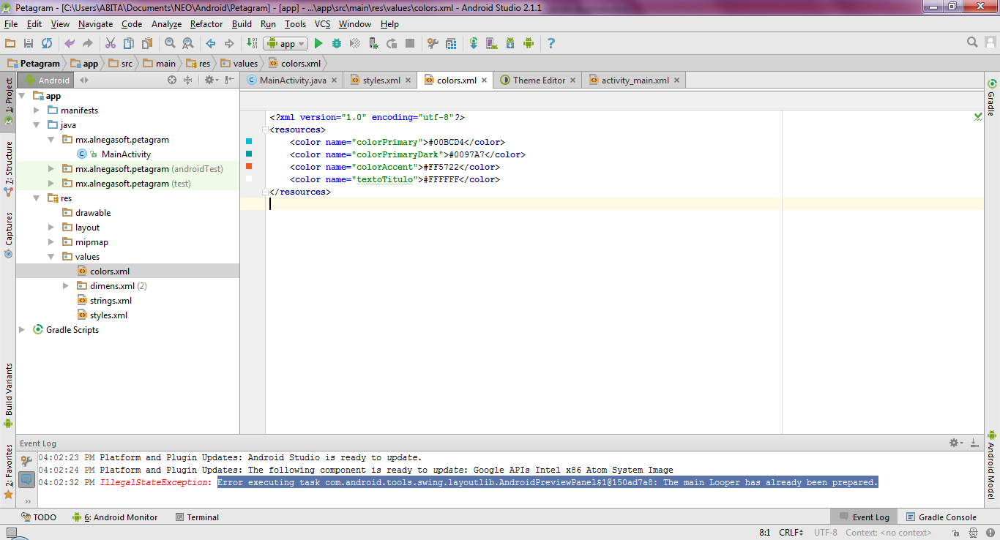 Petagram - [C:\Users\ABITA\Documents\NEO\Android\Petagram] - [app] - ...\app\src\main\res\values\colors.xml - Android Studio 2.1.1
File Edit View Navigate Code Analyze Refactor Build Run Tools VCS Window Help
app
Petagram app src main res values colors.xml
Android
MainActivity.java styles.xml colors.xml Theme Editor activity_main.xml
1: Project
7: Structure
Captures
Build Variants
2: Favorites
app
manifests
java
mx.alnegasoft.petagram
MainActivity
mx.alnegasoft.petagram (androidTest)
mx.alnegasoft.petagram (test)
res
drawable
layout
mipmap
values
colors.xml
dimens.xml (2)
strings.xml
styles.xml
Gradle Scripts
<?xml version="1.0" encoding="utf-8"?>
<resources>
<color name="colorPrimary">#00BCD4</color>
<color name="colorPrimaryDark">#0097A7</color>
<color name="colorAccent">#FF5722</color>
<color name="textoTitulo">#FFFFFF</color>
</resources>
Gradle
Android Model
Event Log
04:02:23 PM Platform and Plugin Updates: Android Studio is ready to update.
04:02:24 PM Platform and Plugin Updates: The following component is ready to update: Google APIs Intel x86 Atom System Image
04:02:32 PM IllegalStateException: Error executing task com.android.tools.swing.layoutlib.AndroidPreviewPanel$1@150ad7a8: The main Looper has already been prepared.
TODO 6: Android Monitor Terminal Event Log Gradle Console
8:1 CRLF UTF-8 Context: <no context>